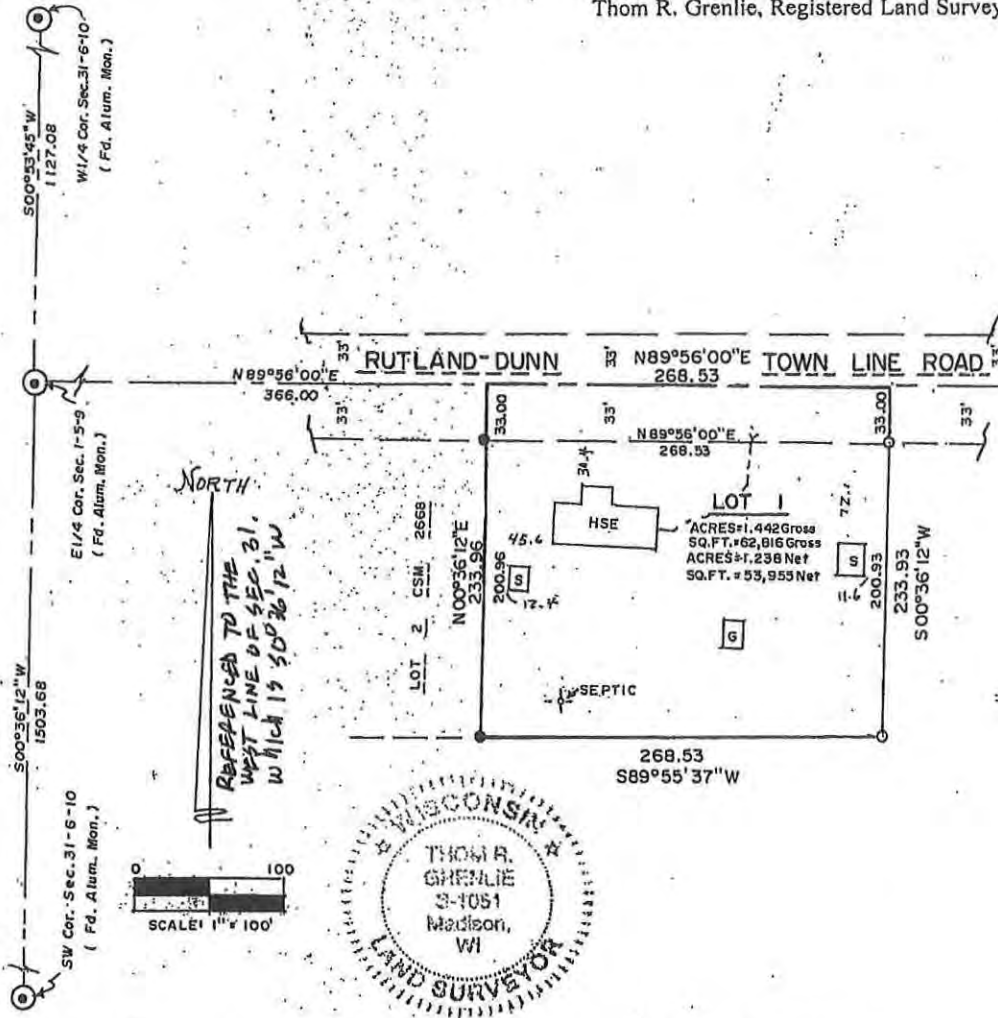 Thom R. Grenlie, Registered Land Survey
W1/4 Cor. Sec.31-6-10
( Fd. Alum. Mon.)
S00°53'45"W
1127.08
E1/4 Cor. Sec. 1-5-9
( Fd. Alum. Mon.)
S00°36'12"W
1503.68
SW Cor. Sec.31-6-10
( Fd. Alum. Mon.)
33'
RUTLAND-DUNN
33'
N89°56'00"E
268.53
TOWN LINE ROAD
N89°56'00"E
366.00
33'
33.00
33'
33.00
33'
N89°56'00"E
268.53
NORTH
REFERENCED TO THE
WEST LINE OF SEC. 31.
WHICH IS S0°36'12"W
LOT 2, CSM 2668
N00°36'12"E
233.96
200.96
34.4
HSE
45.6
S
12.4
LOT 1
ACRES=1.442 Gross
SQ.FT.=62,816 Gross
ACRES=1.238 Net
SQ.FT.=53,955 Net
S
11.6
G
200.93
233.93
S00°36'12"W
SEPTIC
268.53
S89°55'37"W
0 100
SCALE 1"=100'
WISCONSIN
THOM R.
GRENLIE
S-1051
Madison,
WI
LAND SURVEYOR